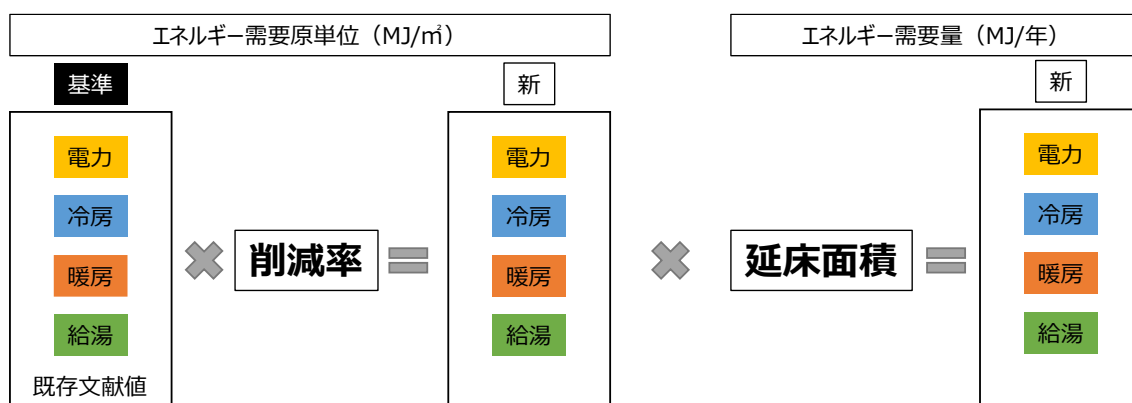 エネルギー需要原単位（MJ/㎡）
エネルギー需要量（MJ/年）
基準
新
新
電力
冷房
暖房
給湯
既存文献値
削減率
電力
冷房
暖房
給湯
延床面積
電力
冷房
暖房
給湯